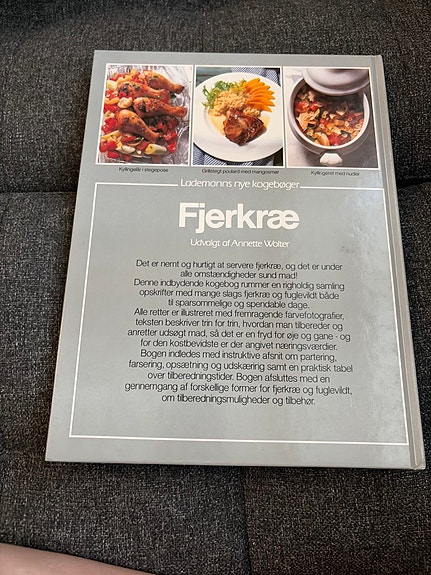 Kyllingelår i stegepose
Grillstegt poulard med mangosmør
Kyllingeret med nudler
Lademanns nye kogebøger
Fjerkræ
Udvalgt af Annette Wolter
Det er nemt og hurtigt at servere fjerkræ, og det er under
alle omstændigheder sund mad!
Denne indbydende kogebog rummer en righoldig samling
opskrifter med mange slags fjerkræ og fuglevildt både
til sparsommelige og spendable dage.
Alle retter er illustreret med fremragende farvefotografier,
teksten beskriver trin for trin, hvordan man tilbereder og
anretter udsøgt mad, så det er en fryd for øje og gane - og
for den kostbevidste er der angivet næringsværdier.
Bogen indledes med instruktive afsnit om partering,
farsering, opsætning og udskæring samt en praktisk tabel
over tilberedningstider. Bogen afsluttes med en
gennemgang af forskellige former for fjerkræ og fuglevildt,
om tilberedningsmuligheder og tilbehør.